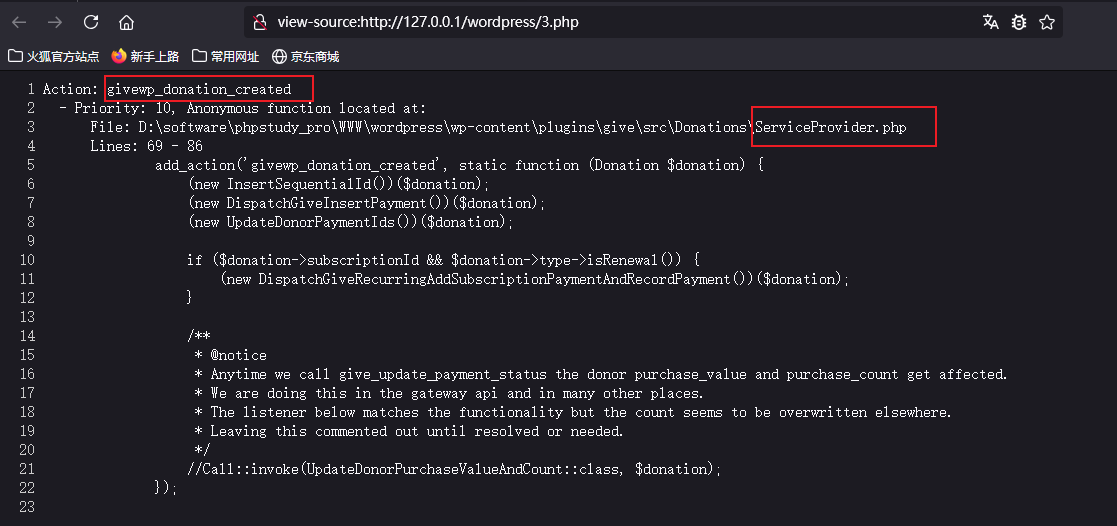 view-source:http://127.0.0.1/wordpress/3.php
火狐官方站点 新手上路 常用网址 京东商城
1 Action: givewp_donation_created
2 - Priority: 10, Anonymous function located at:
3 File: D:\software\phpstudy_pro\WWW\wordpress\wp-content\plugins\give\src\Donations\ServiceProvider.php
4 Lines: 69 - 86
5 add_action('givewp_donation_created', static function (Donation $donation) {
6 (new InsertSequentialId())($donation);
7 (new DispatchGiveInsertPayment())($donation);
8 (new UpdateDonorPaymentIds())($donation);
9
10 if ($donation->subscriptionId && $donation->type->isRenewal()) {
11 (new DispatchGiveRecurringAddSubscriptionPaymentAndRecordPayment())($donation);
12 }
13
14 /**
15 * @notice
16 * Anytime we call give_update_payment_status the donor purchase_value and purchase_count get affected.
17 * We are doing this in the gateway api and in many other places.
18 * The listener below matches the functionality but the count seems to be overwritten elsewhere.
19 * Leaving this commented out until resolved or needed.
20 */
21 //Call::invoke(UpdateDonorPurchaseValueAndCount::class, $donation);
22 });
23